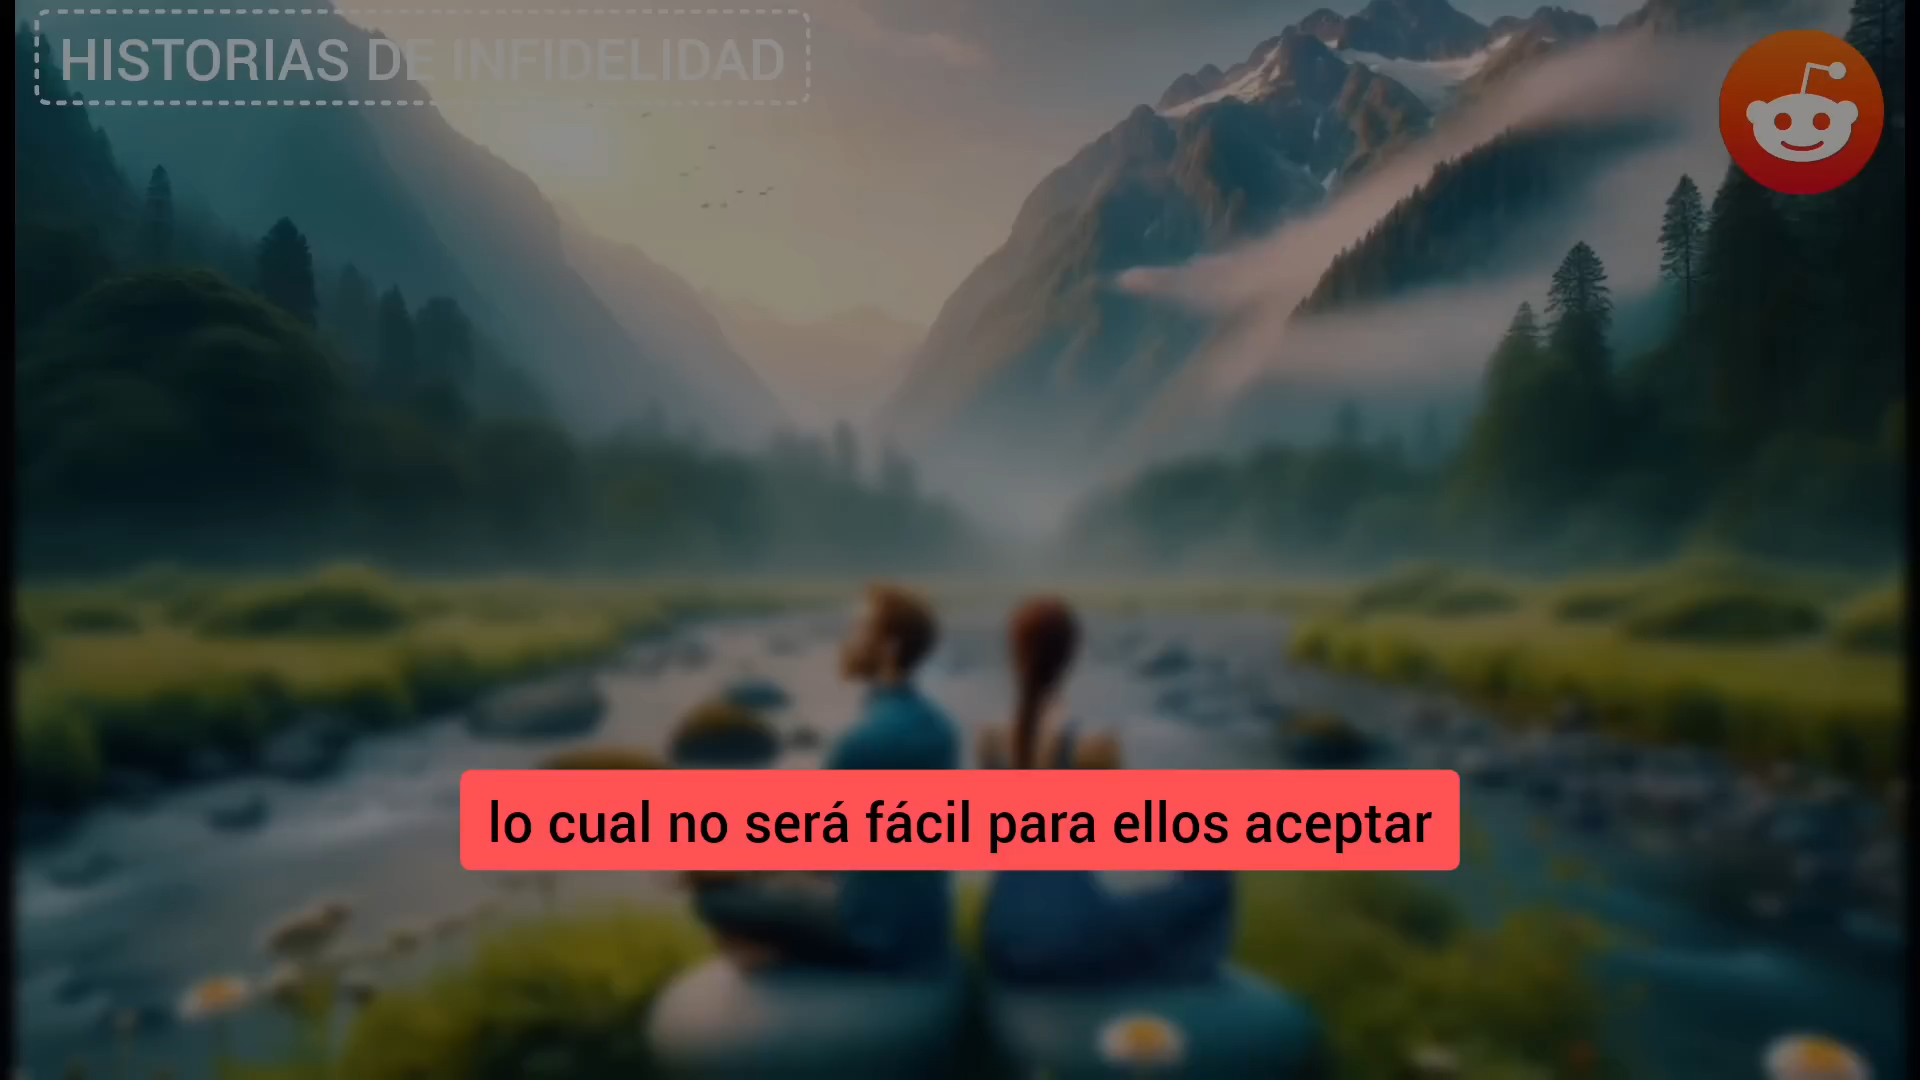 HISTORIAS DE INFIDELIDAD
lo cual no será fácil para ellos aceptar